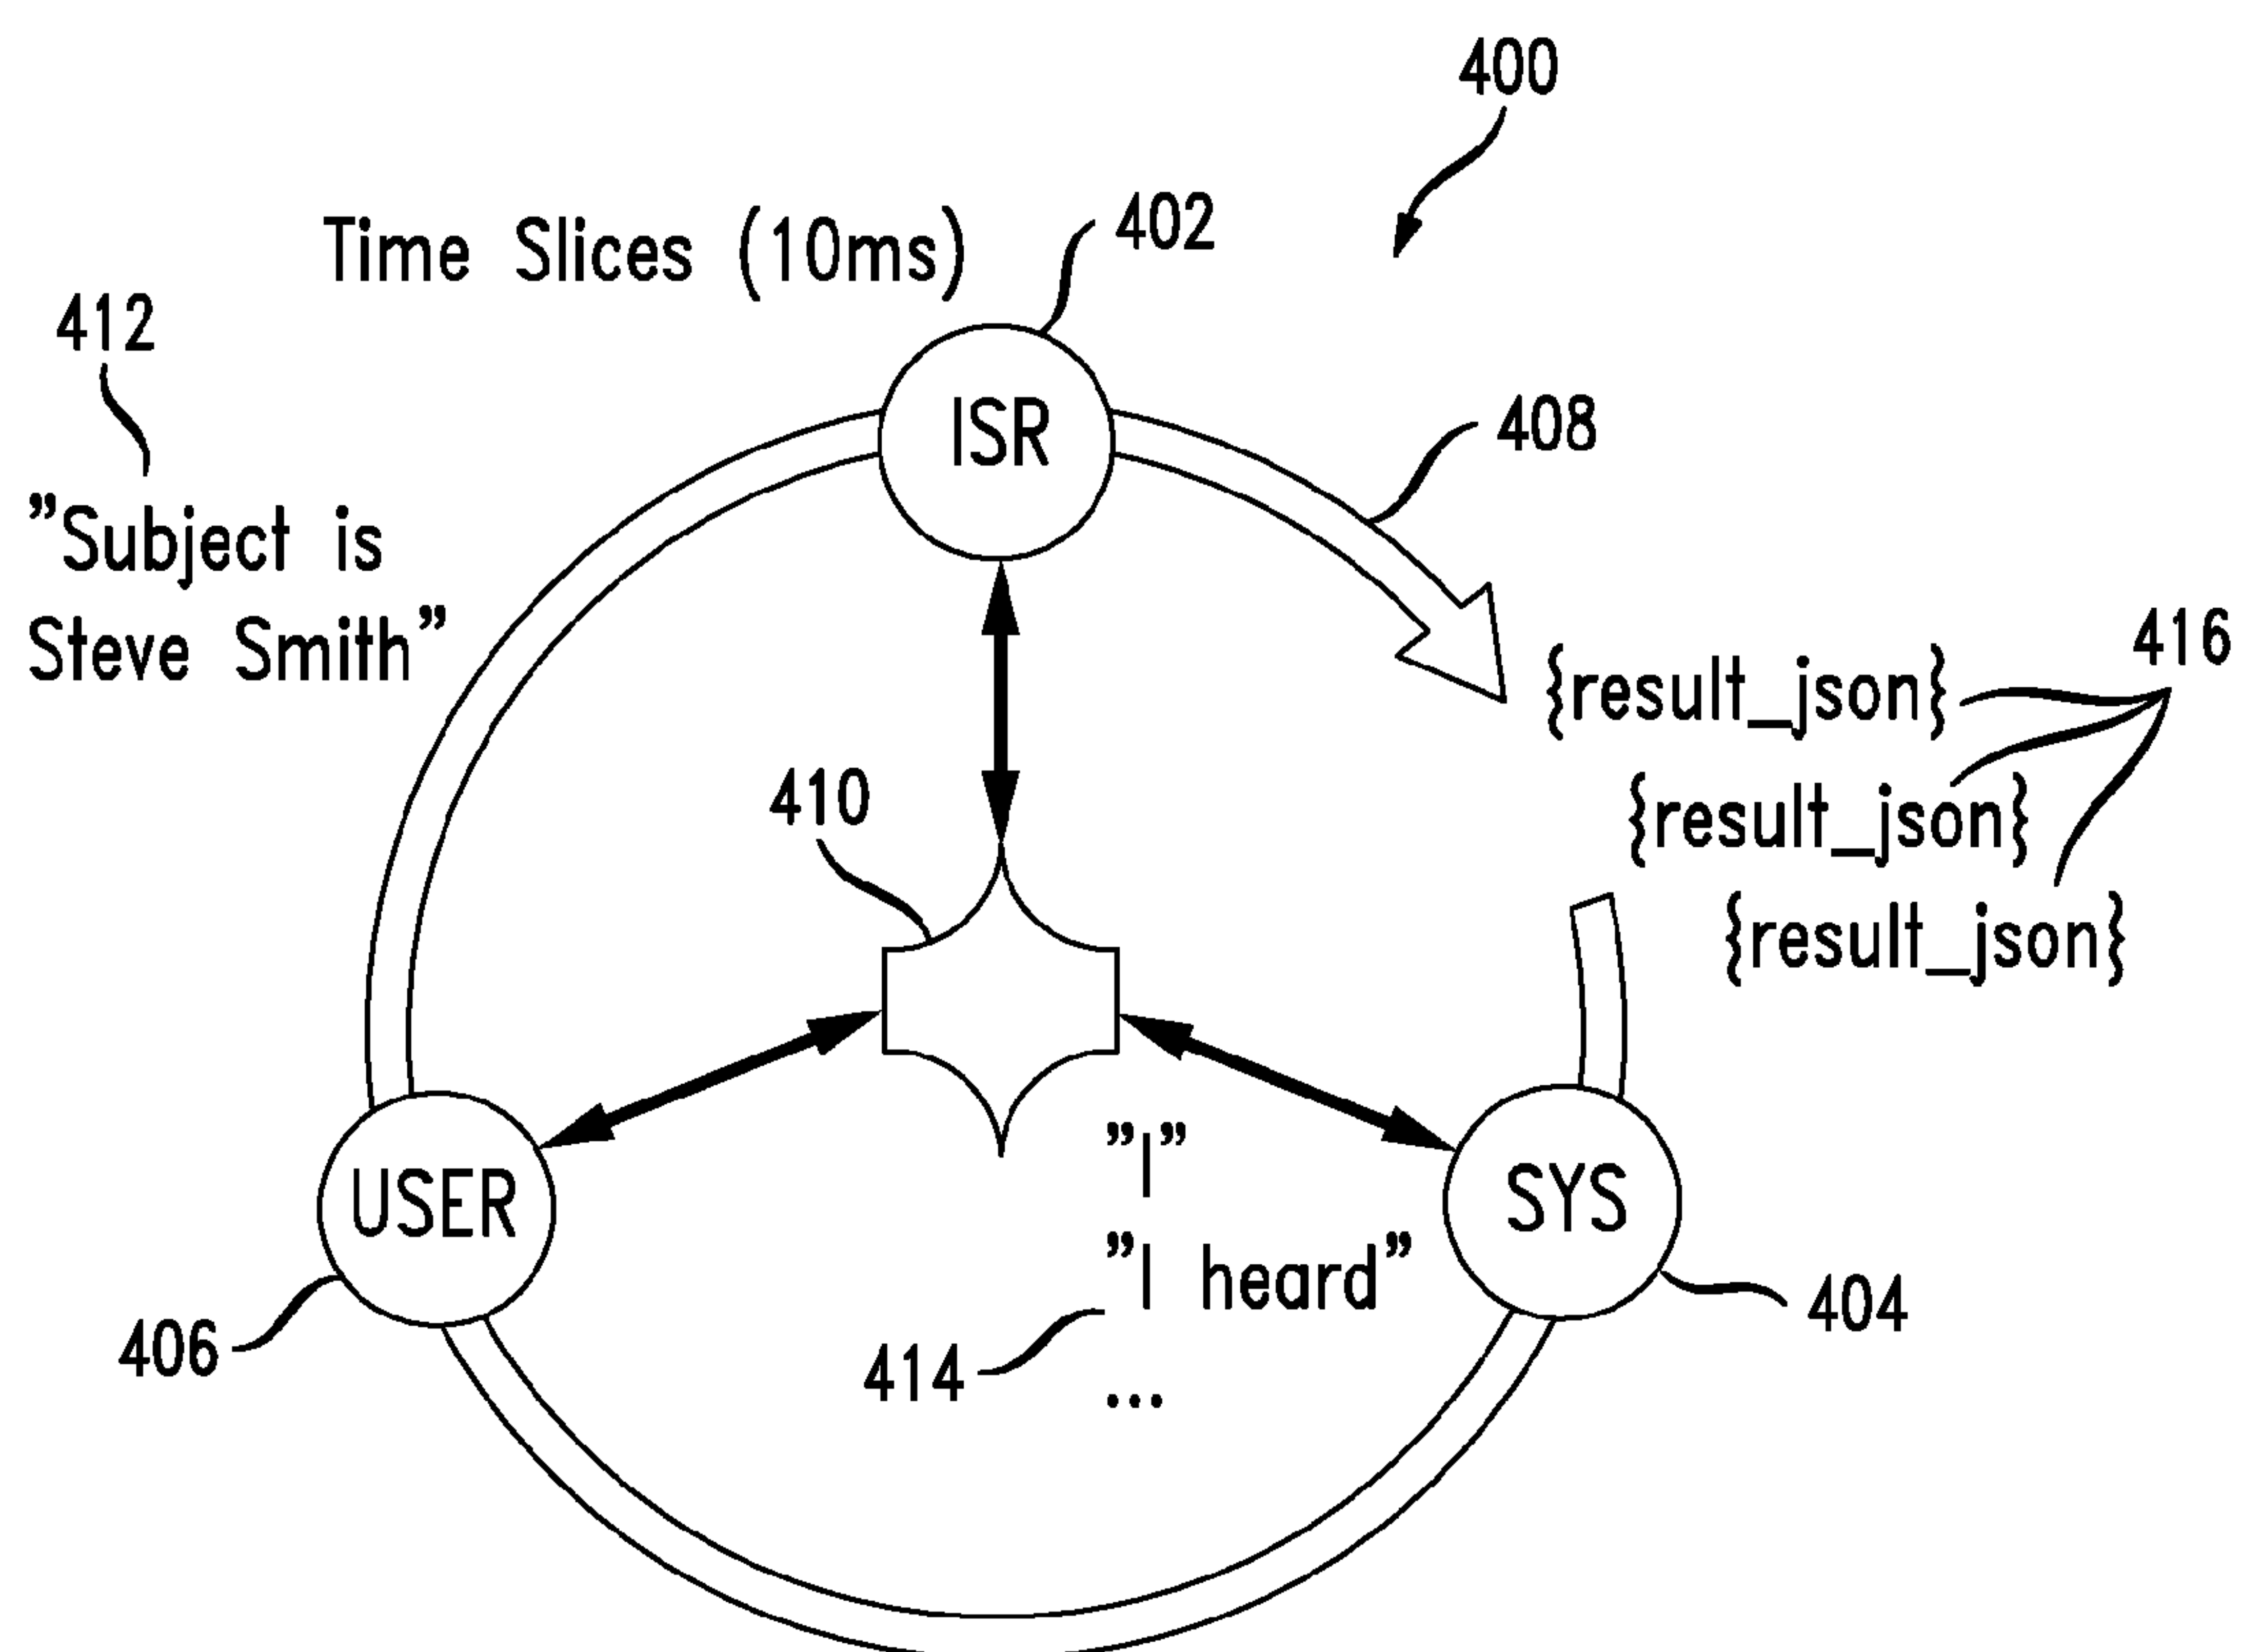 400
Time Slices (10ms)
402
412
ISR
408
"Subject is
Steve Smith"
416
{result_json}
{result_json}
{result_json}
410
"I"
"I heard"
...
USER
SYS
406
414
404